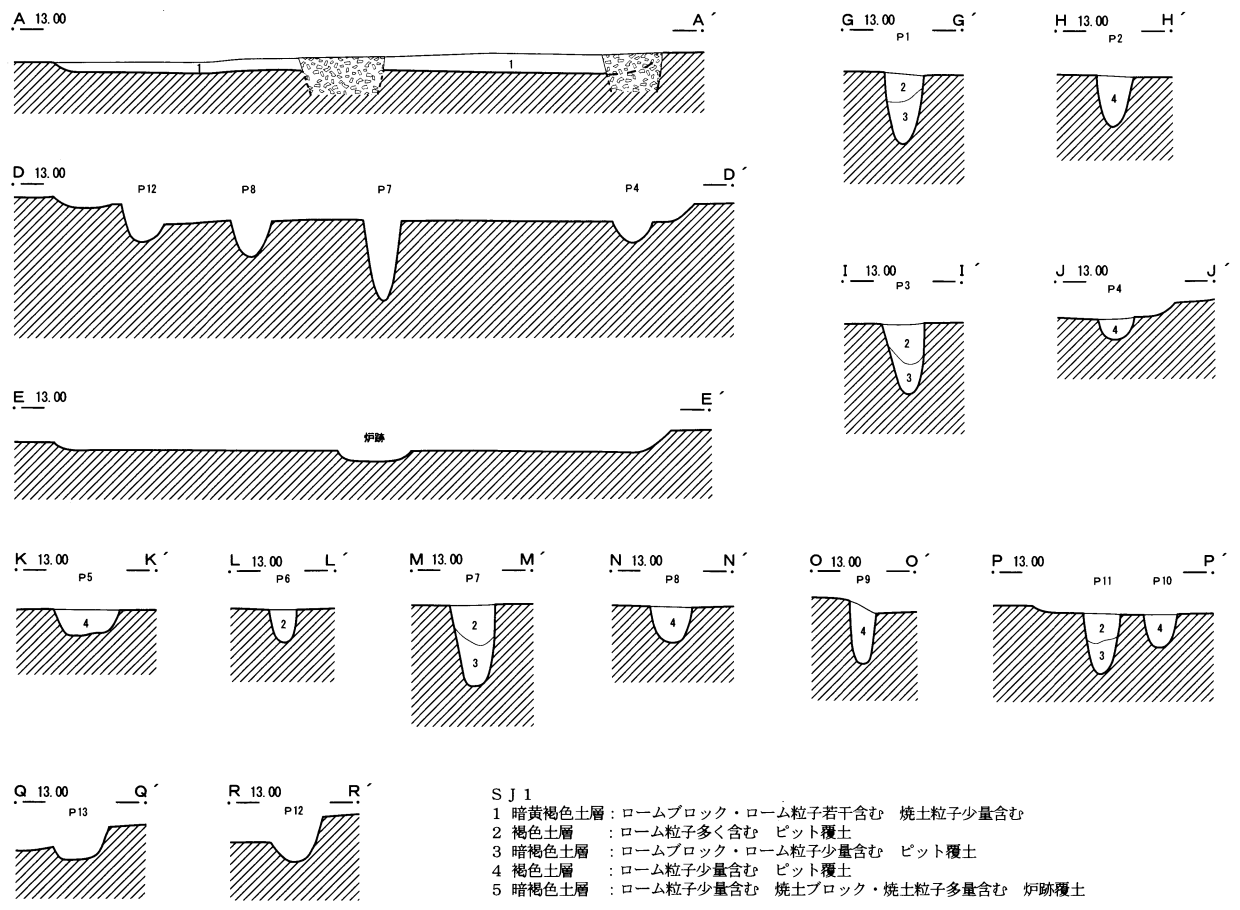 A 13.00 A´
1 1
G 13.00 G´
P1
2
3
H 13.00 H´
P2
4
D 13.00 D´
P12 P8 P7 P4
I 13.00 I´
P3
2
3
J 13.00 J´
P4
4
E 13.00 E´
炉跡
K 13.00 K´
P5
4
L 13.00 L´
P6
2
M 13.00 M´
P7
2
3
N 13.00 N´
P8
4
O 13.00 O´
P9
4
P 13.00 P´
P11 P10
2 4
3
Q 13.00 Q´
P13
R 13.00 R´
P12
SJ1
1 暗黄褐色土層：ロームブロック・ローム粒子若干含む 焼土粒子少量含む
2 褐色土層 ：ローム粒子多く含む ピット覆土
3 暗褐色土層 ：ロームブロック・ローム粒子少量含む ピット覆土
4 褐色土層 ：ローム粒子少量含む ピット覆土
5 暗褐色土層 ：ローム粒子少量含む 焼土ブロック・焼土粒子多量含む 炉跡覆土